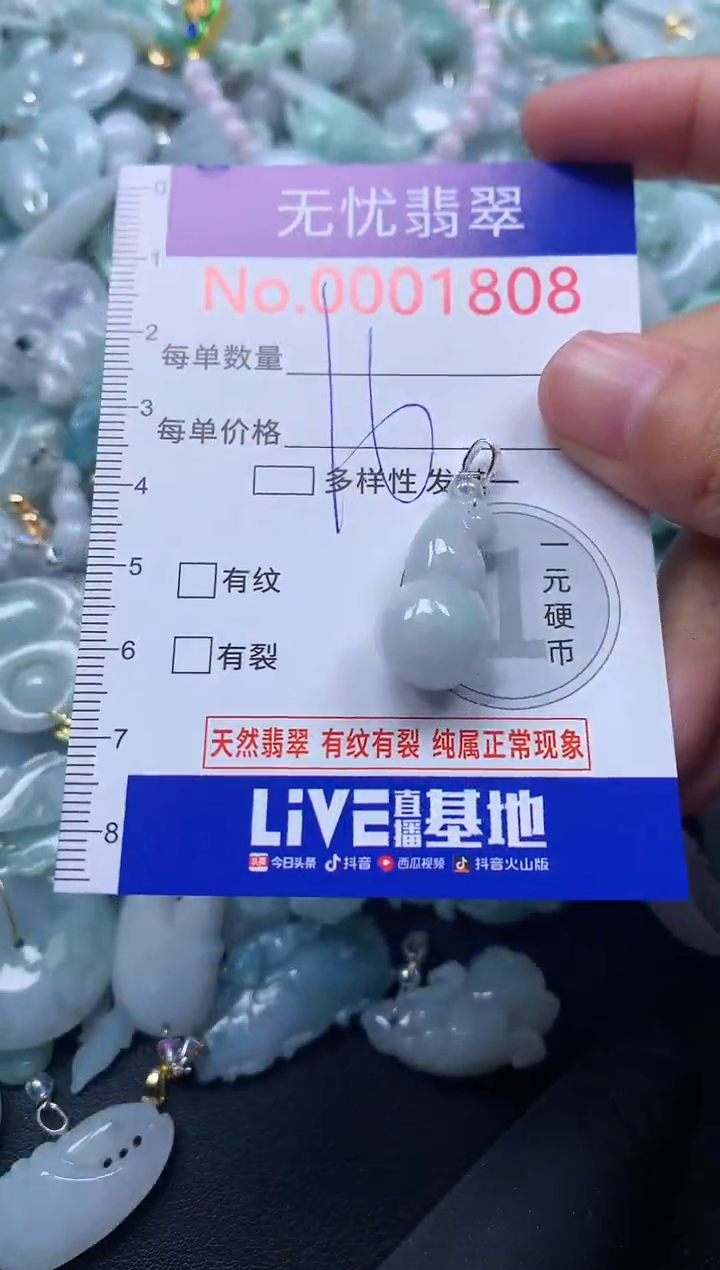 无忧翡翠
No.0001808
每单数量
每单价格
多样性 发
有纹
有裂
一元硬币
1
天然翡翠 有纹有裂 纯属正常现象
LiVE直播基地
头条 今日头条 抖音 西瓜视频 抖音火山版
0
1
2
3
4
5
6
7
8
16